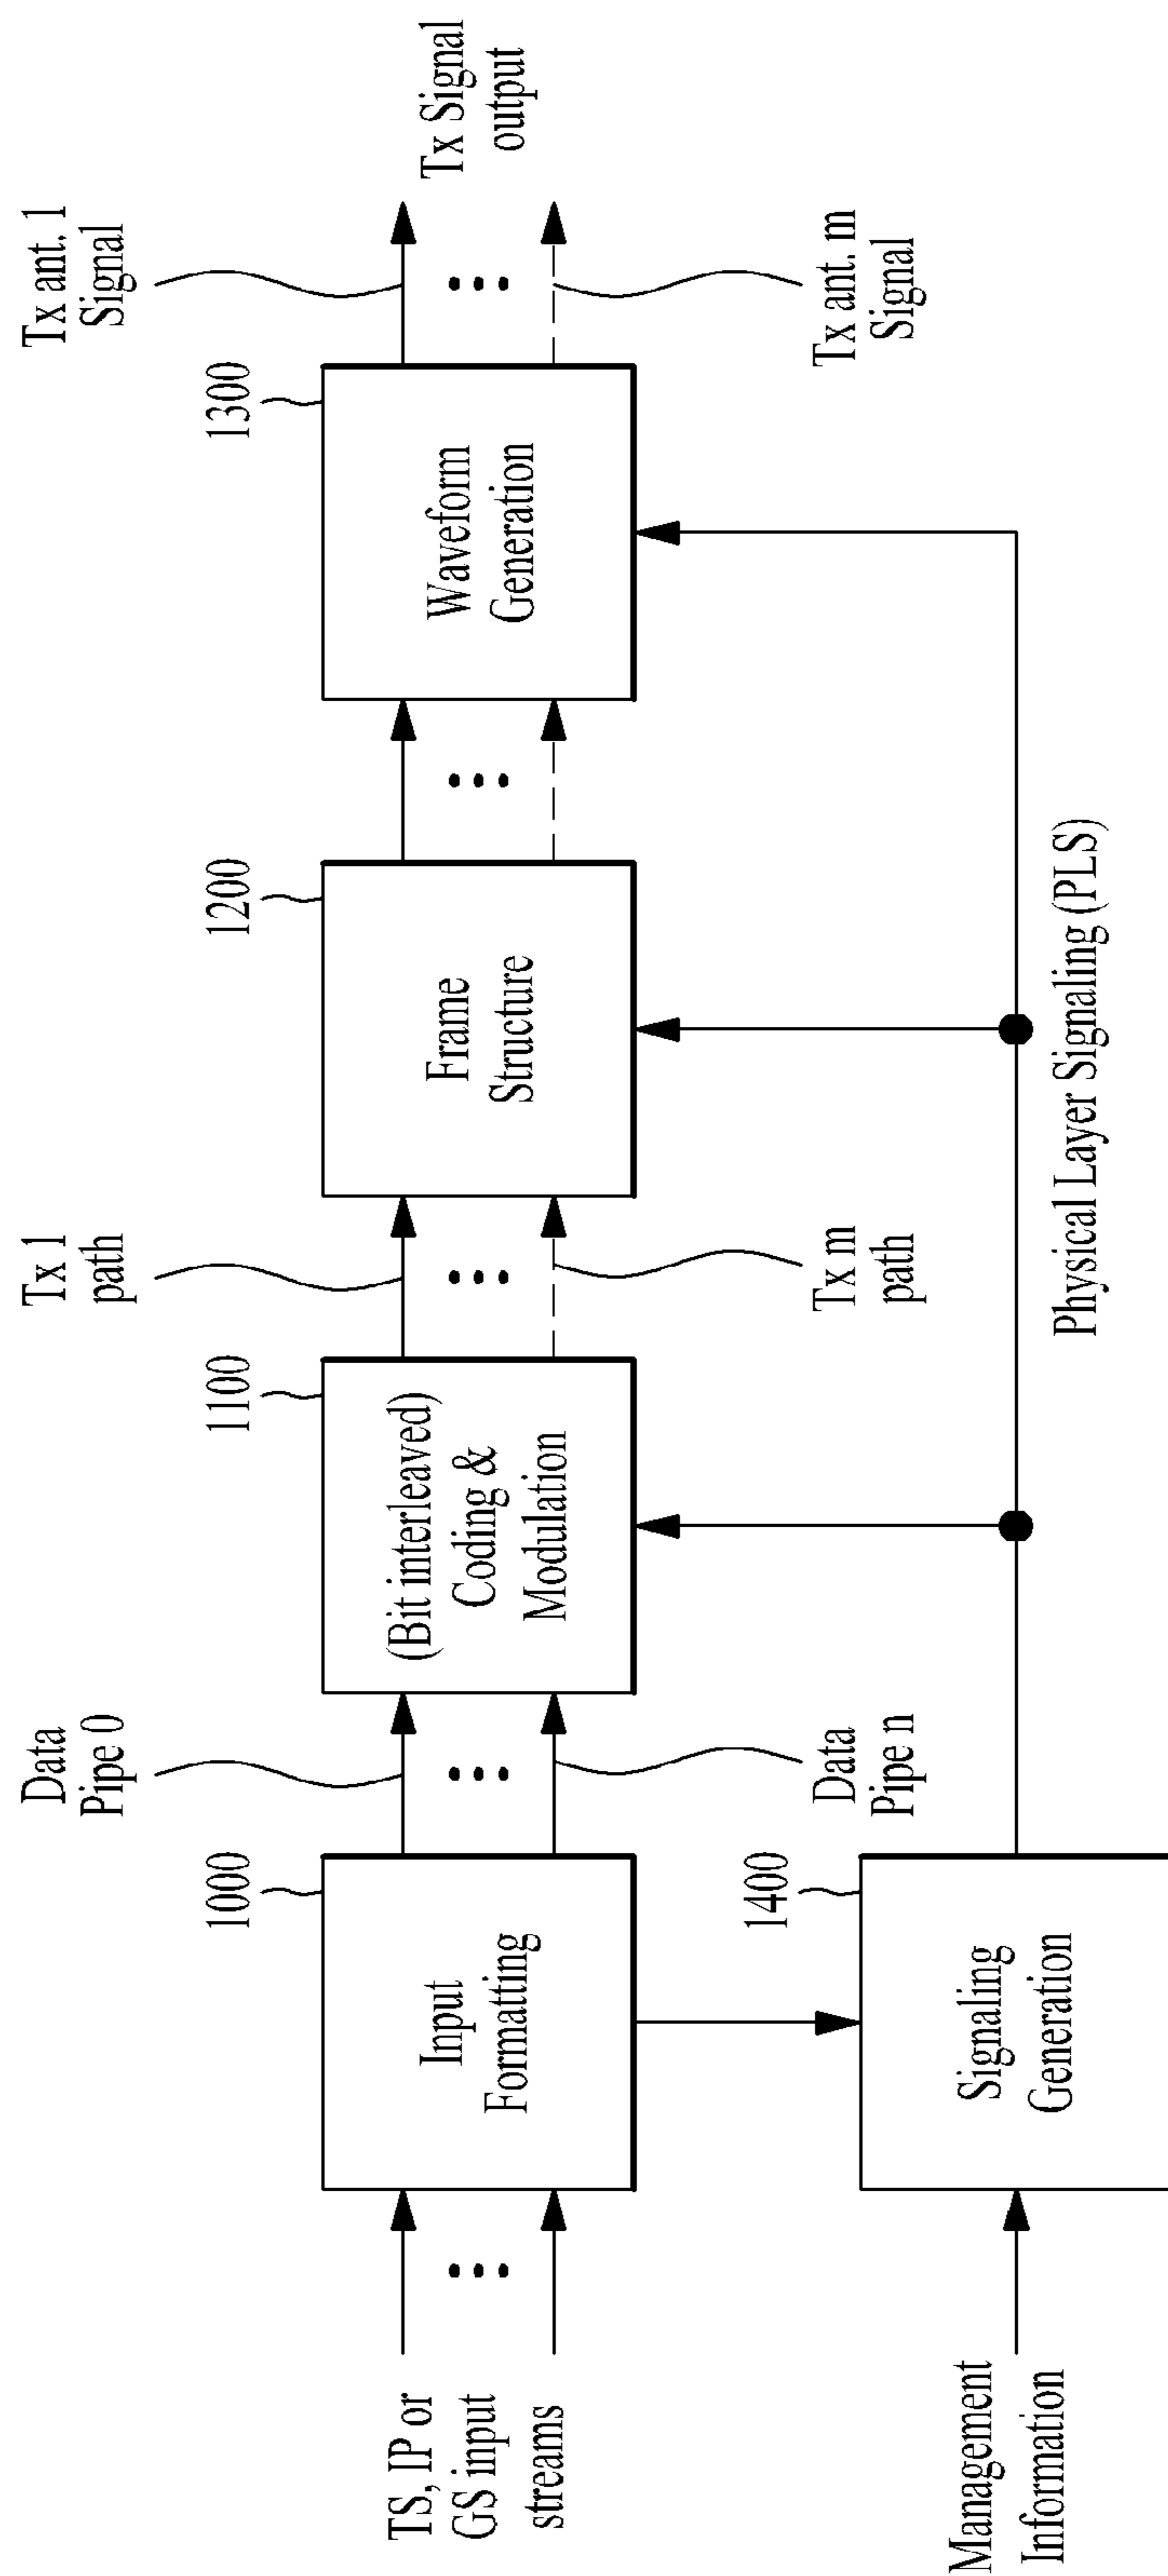 Tx ant. 1
Signal
Tx Signal
output
Tx ant. m
Signal
1300
Waveform
Generation
1200
Frame
Structure
Tx 1
path
Tx m
path
1100
(Bit interleaved)
Coding &
Modulation
Data
Pipe 0
Data
Pipe n
1000
Input
Formatting
TS, IP or
GS input
streams
1400
Signaling
Generation
Management
Information
Physical Layer Signaling (PLS)